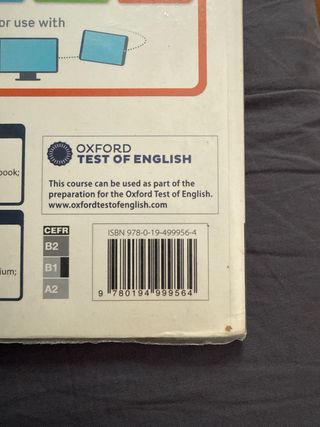 or use with
OXFORD
TEST OF ENGLISH
This course can be used as part of the
preparation for the Oxford Test of English.
www.oxfordtestofenglish.com
book;
ium;
CEFR
B2
B1
A2
ISBN 978-0-19-499956-4
9 780194 999564